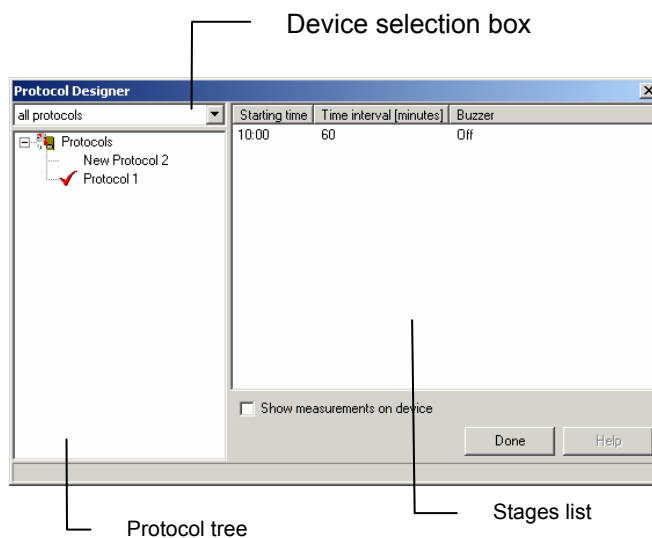 Device selection box
Protocol Designer
all protocols
Starting time Time interval [minutes] Buzzer
10:00 60 Off
Protocols
New Protocol 2
Protocol 1
Show measurements on device
Done Help
Stages list
Protocol tree